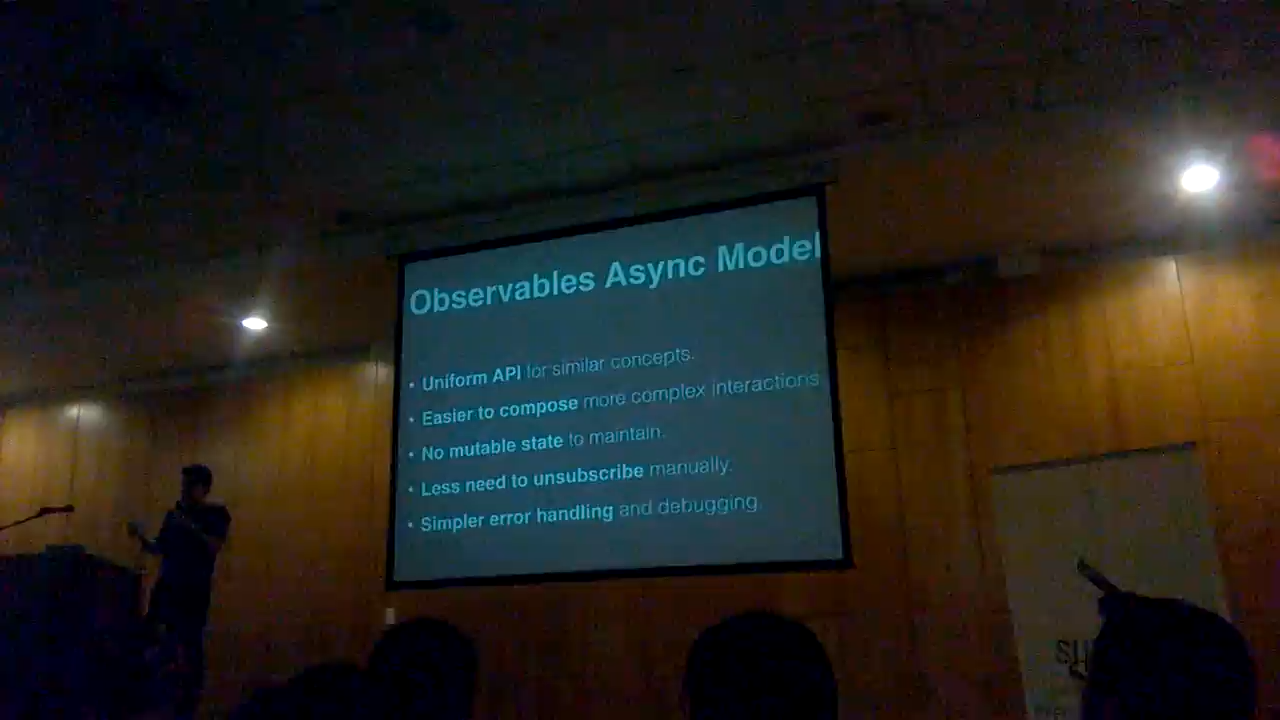 Observables Async Model
• Uniform API for similar concepts.
• Easier to compose more complex interactions
• No mutable state to maintain.
• Less need to unsubscribe manually.
• Simpler error handling and debugging.